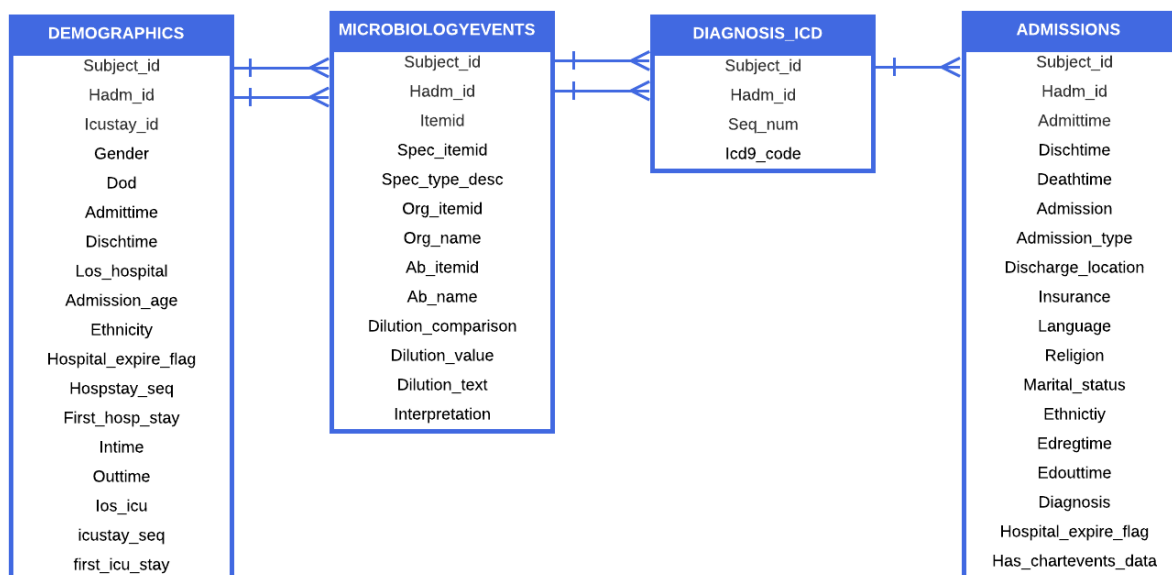 DEMOGRAPHICS
Subject_id
Hadm_id
Icustay_id
Gender
Dod
Admittime
Dischtime
Los_hospital
Admission_age
Ethnicity
Hospital_expire_flag
Hospstay_seq
First_hosp_stay
Intime
Outtime
Ios_icu
icustay_seq
first_icu_stay
MICROBIOLOGYEVENTS
Subject_id
Hadm_id
Itemid
Spec_itemid
Spec_type_desc
Org_itemid
Org_name
Ab_itemid
Ab_name
Dilution_comparison
Dilution_value
Dilution_text
Interpretation
DIAGNOSIS_ICD
Subject_id
Hadm_id
Seq_num
Icd9_code
ADMISSIONS
Subject_id
Hadm_id
Admittime
Dischtime
Deathtime
Admission
Admission_type
Discharge_location
Insurance
Language
Religion
Marital_status
Ethnictiy
Edregtime
Edouttime
Diagnosis
Hospital_expire_flag
Has_chartevents_data